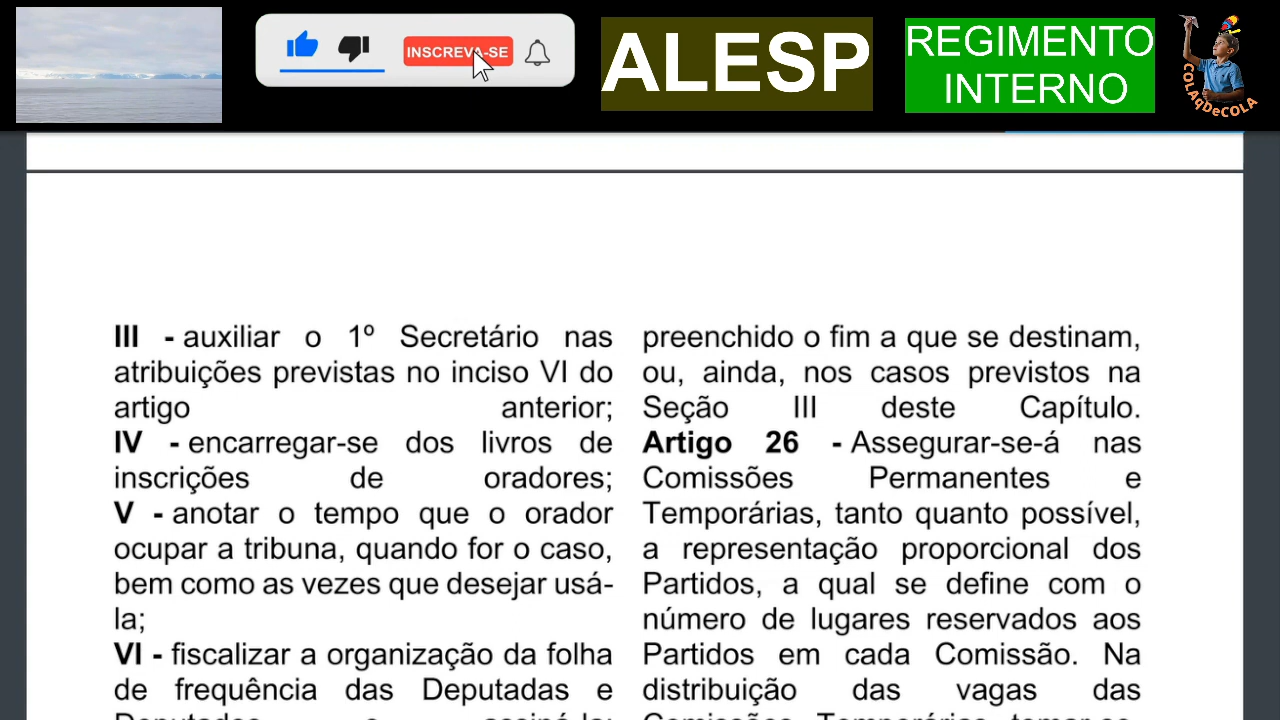 INSCREVA-SE
ALESP
REGIMENTO
INTERNO
COLAqDeCOLA
III - auxiliar o 1º Secretário nas
atribuições previstas no inciso VI do
artigo anterior;
IV - encarregar-se dos livros de
inscrições de oradores;
V - anotar o tempo que o orador
ocupar a tribuna, quando for o caso,
bem como as vezes que desejar usá-
la;
VI - fiscalizar a organização da folha
de frequência das Deputadas e
preenchido o fim a que se destinam,
ou, ainda, nos casos previstos na
Seção III deste Capítulo.
Artigo 26 - Assegurar-se-á nas
Comissões Permanentes e
Temporárias, tanto quanto possível,
a representação proporcional dos
Partidos, a qual se define com o
número de lugares reservados aos
Partidos em cada Comissão. Na
distribuição das vagas das